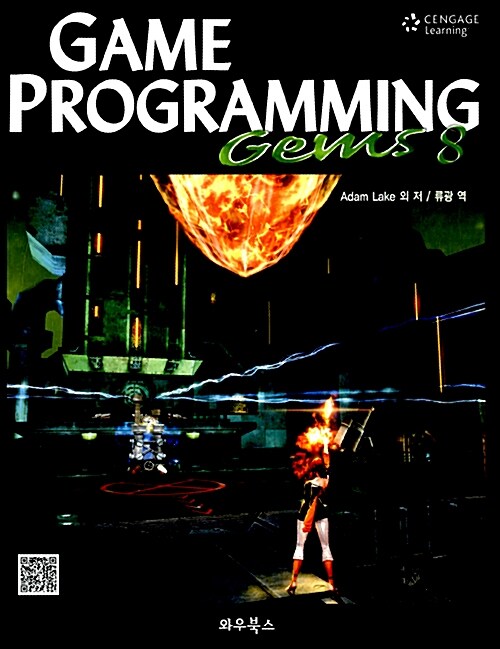 CENGAGE
Learning
GAME
PROGRAMMING
Gems 8
Adam Lake 외 저 / 류광 역
와우북스